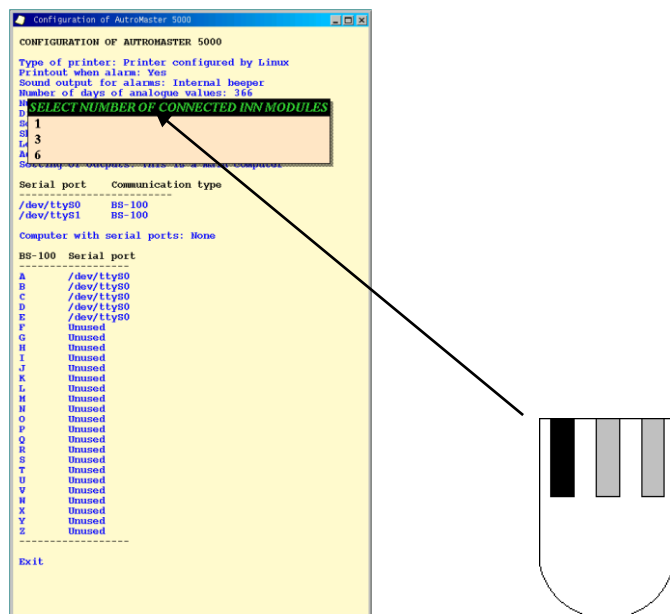 Configuration of AutroMaster 5000
CONFIGURATION OF AUTROMASTER 5000
Type of printer: Printer configured by Linux
Printout when alarm: Yes
Sound output for alarms: Internal beeper
Number of days of analogue values: 366
SELECT NUMBER OF CONNECTED INN MODULES
1
3
6
Setting of outputs: This is a main computer
Serial port Communication type
/dev/ttyS0 BS-100
/dev/ttyS1 BS-100
Computer with serial ports: None
BS-100 Serial port
A /dev/ttyS0
B /dev/ttyS0
C /dev/ttyS0
D /dev/ttyS0
E /dev/ttyS0
F Unused
G Unused
H Unused
I Unused
J Unused
K Unused
L Unused
M Unused
N Unused
O Unused
P Unused
Q Unused
R Unused
S Unused
T Unused
U Unused
V Unused
W Unused
X Unused
Y Unused
Z Unused
Exit